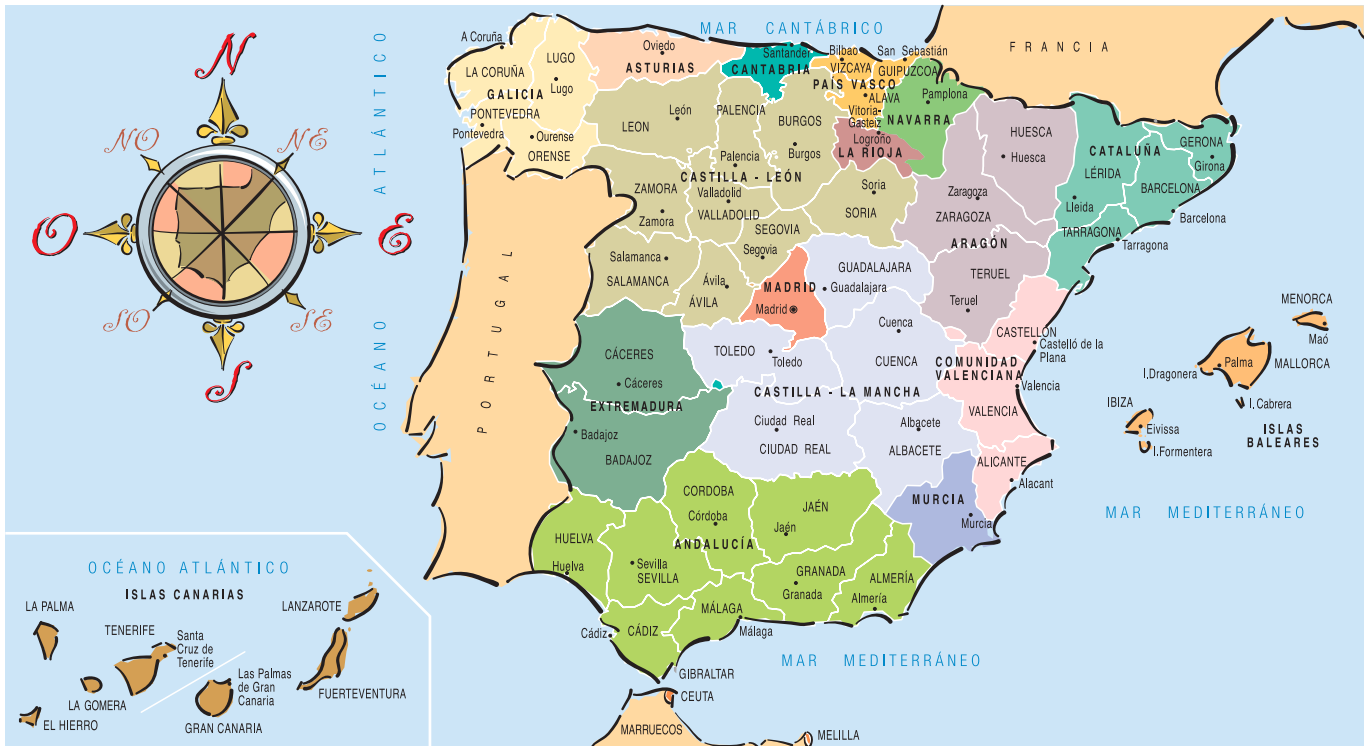 N
NO
NE
O
E
SO
SE
S
OCÉANO ATLÁNTICO
MAR CANTÁBRICO
FRANCIA
PORTUGAL
A Coruña
LA CORUÑA
LUGO
Lugo
GALICIA
PONTEVEDRA
Pontevedra
Ourense
ORENSE
Oviedo
ASTURIAS
Santander
CANTABRIA
Bilbao
VIZCAYA
San Sebastián
GUIPUZCOA
PAÍS VASCO
ALAVA
Vitoria-
Gasteiz
Pamplona
NAVARRA
Logroño
LA RIOJA
León
LEON
PALENCIA
Palencia
BURGOS
Burgos
CASTILLA - LEÓN
ZAMORA
Zamora
Valladolid
VALLADOLID
Soria
SORIA
SEGOVIA
Segovia
Salamanca
SALAMANCA
Ávila
ÁVILA
HUESCA
Huesca
Zaragoza
ZARAGOZA
ARAGÓN
TERUEL
Teruel
CATALUÑA
GERONA
Girona
LÉRIDA
Lleida
BARCELONA
Barcelona
TARRAGONA
Tarragona
MADRID
Madrid
GUADALAJARA
Guadalajara
Cuenca
CUENCA
TOLEDO
Toledo
CASTILLA - LA MANCHA
Ciudad Real
CIUDAD REAL
Albacete
ALBACETE
CÁCERES
Cáceres
EXTREMADURA
Badajoz
BADAJOZ
CASTELLÓN
Castelló de la
Plana
COMUNIDAD
VALENCIANA
Valencia
VALENCIA
ALICANTE
Alacant
MURCIA
Murcia
MENORCA
Maó
Palma
MALLORCA
I.Dragonera
I. Cabrera
IBIZA
Eivissa
I.Formentera
ISLAS
BALEARES
MAR MEDITERRÁNEO
CORDOBA
Córdoba
JAÉN
Jaén
ANDALUCÍA
HUELVA
Huelva
Sevilla
SEVILLA
GRANADA
Granada
ALMERÍA
Almería
MÁLAGA
Málaga
Cádiz
CÁDIZ
GIBRALTAR
CEUTA
MARRUECOS
MELILLA
MAR MEDITERRÁNEO
OCÉANO ATLÁNTICO
ISLAS CANARIAS
LA PALMA
TENERIFE
Santa
Cruz de
Tenerife
LANZAROTE
LA GOMERA
EL HIERRO
Las Palmas
de Gran
Canaria
GRAN CANARIA
FUERTEVENTURA